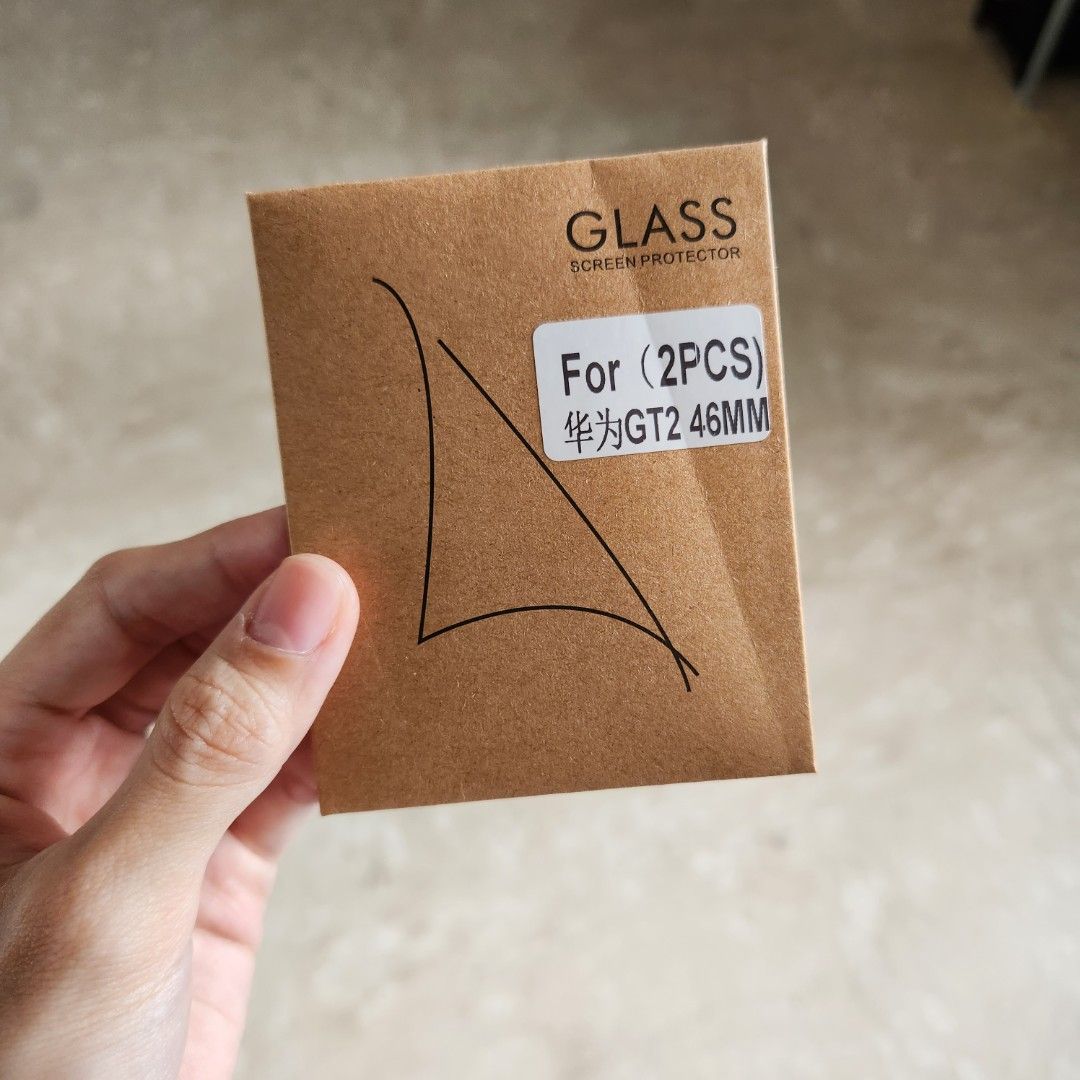 GLASS
SCREEN PROTECTOR
For（2PCS)
华为GT2 46MM